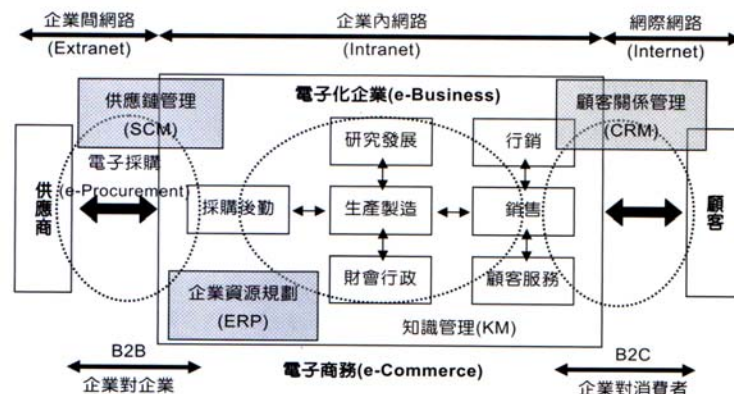 企業間網路
(Extranet)
企業內網路
(Intranet)
網際網路
(Internet)
供應鏈管理
(SCM)
電子化企業(e-Business)
顧客關係管理
(CRM)
研究發展
行銷
電子採購
(e-Procurement)
供應商
採購後勤
生產製造
銷售
顧客
企業資源規劃
(ERP)
財會行政
顧客服務
知識管理(KM)
B2B
企業對企業
電子商務(e-Commerce)
B2C
企業對消費者